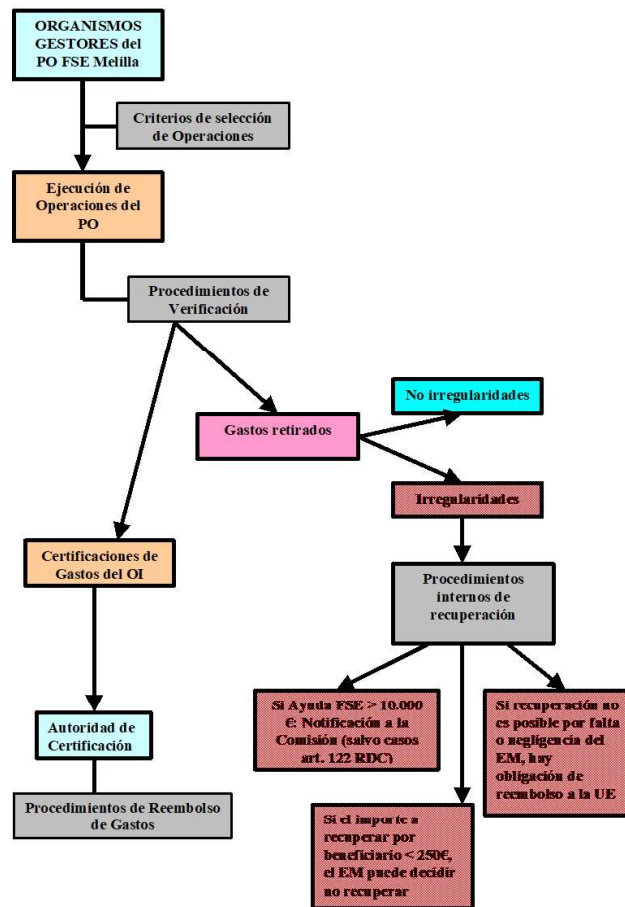 ORGANISMOS
GESTORES del
PO FSE Melilla
Criterios de selección
de Operaciones
Ejecución de
Operaciones del
PO
Procedimientos de
Verificación
No irregularidades
Gastos retirados
Irregularidades
Certificaciones de
Gastos del OI
Procedimientos
internos de
recuperación
Si Ayuda FSE > 10.000
€: Notificación a la
Comisión (salvo casos
art. 122 RDC)
Si recuperación no
es posible por falta
o negligencia del
EM, hay
obligación de
reembolso a la UE
Autoridad de
Certificación
Procedimientos de Reembolso
de Gastos
Si el importe a
recuperar por
beneficiario < 250€,
el EM puede decidir
no recuperar